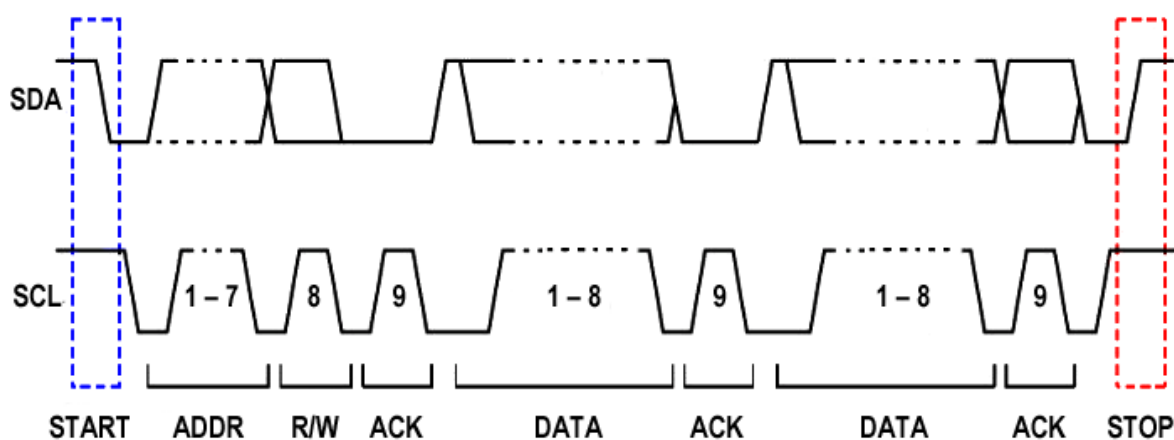 SDA
SCL 1 – 7 8 9 1 – 8 9 1 – 8 9
START ADDR R/W ACK DATA ACK DATA ACK STOP